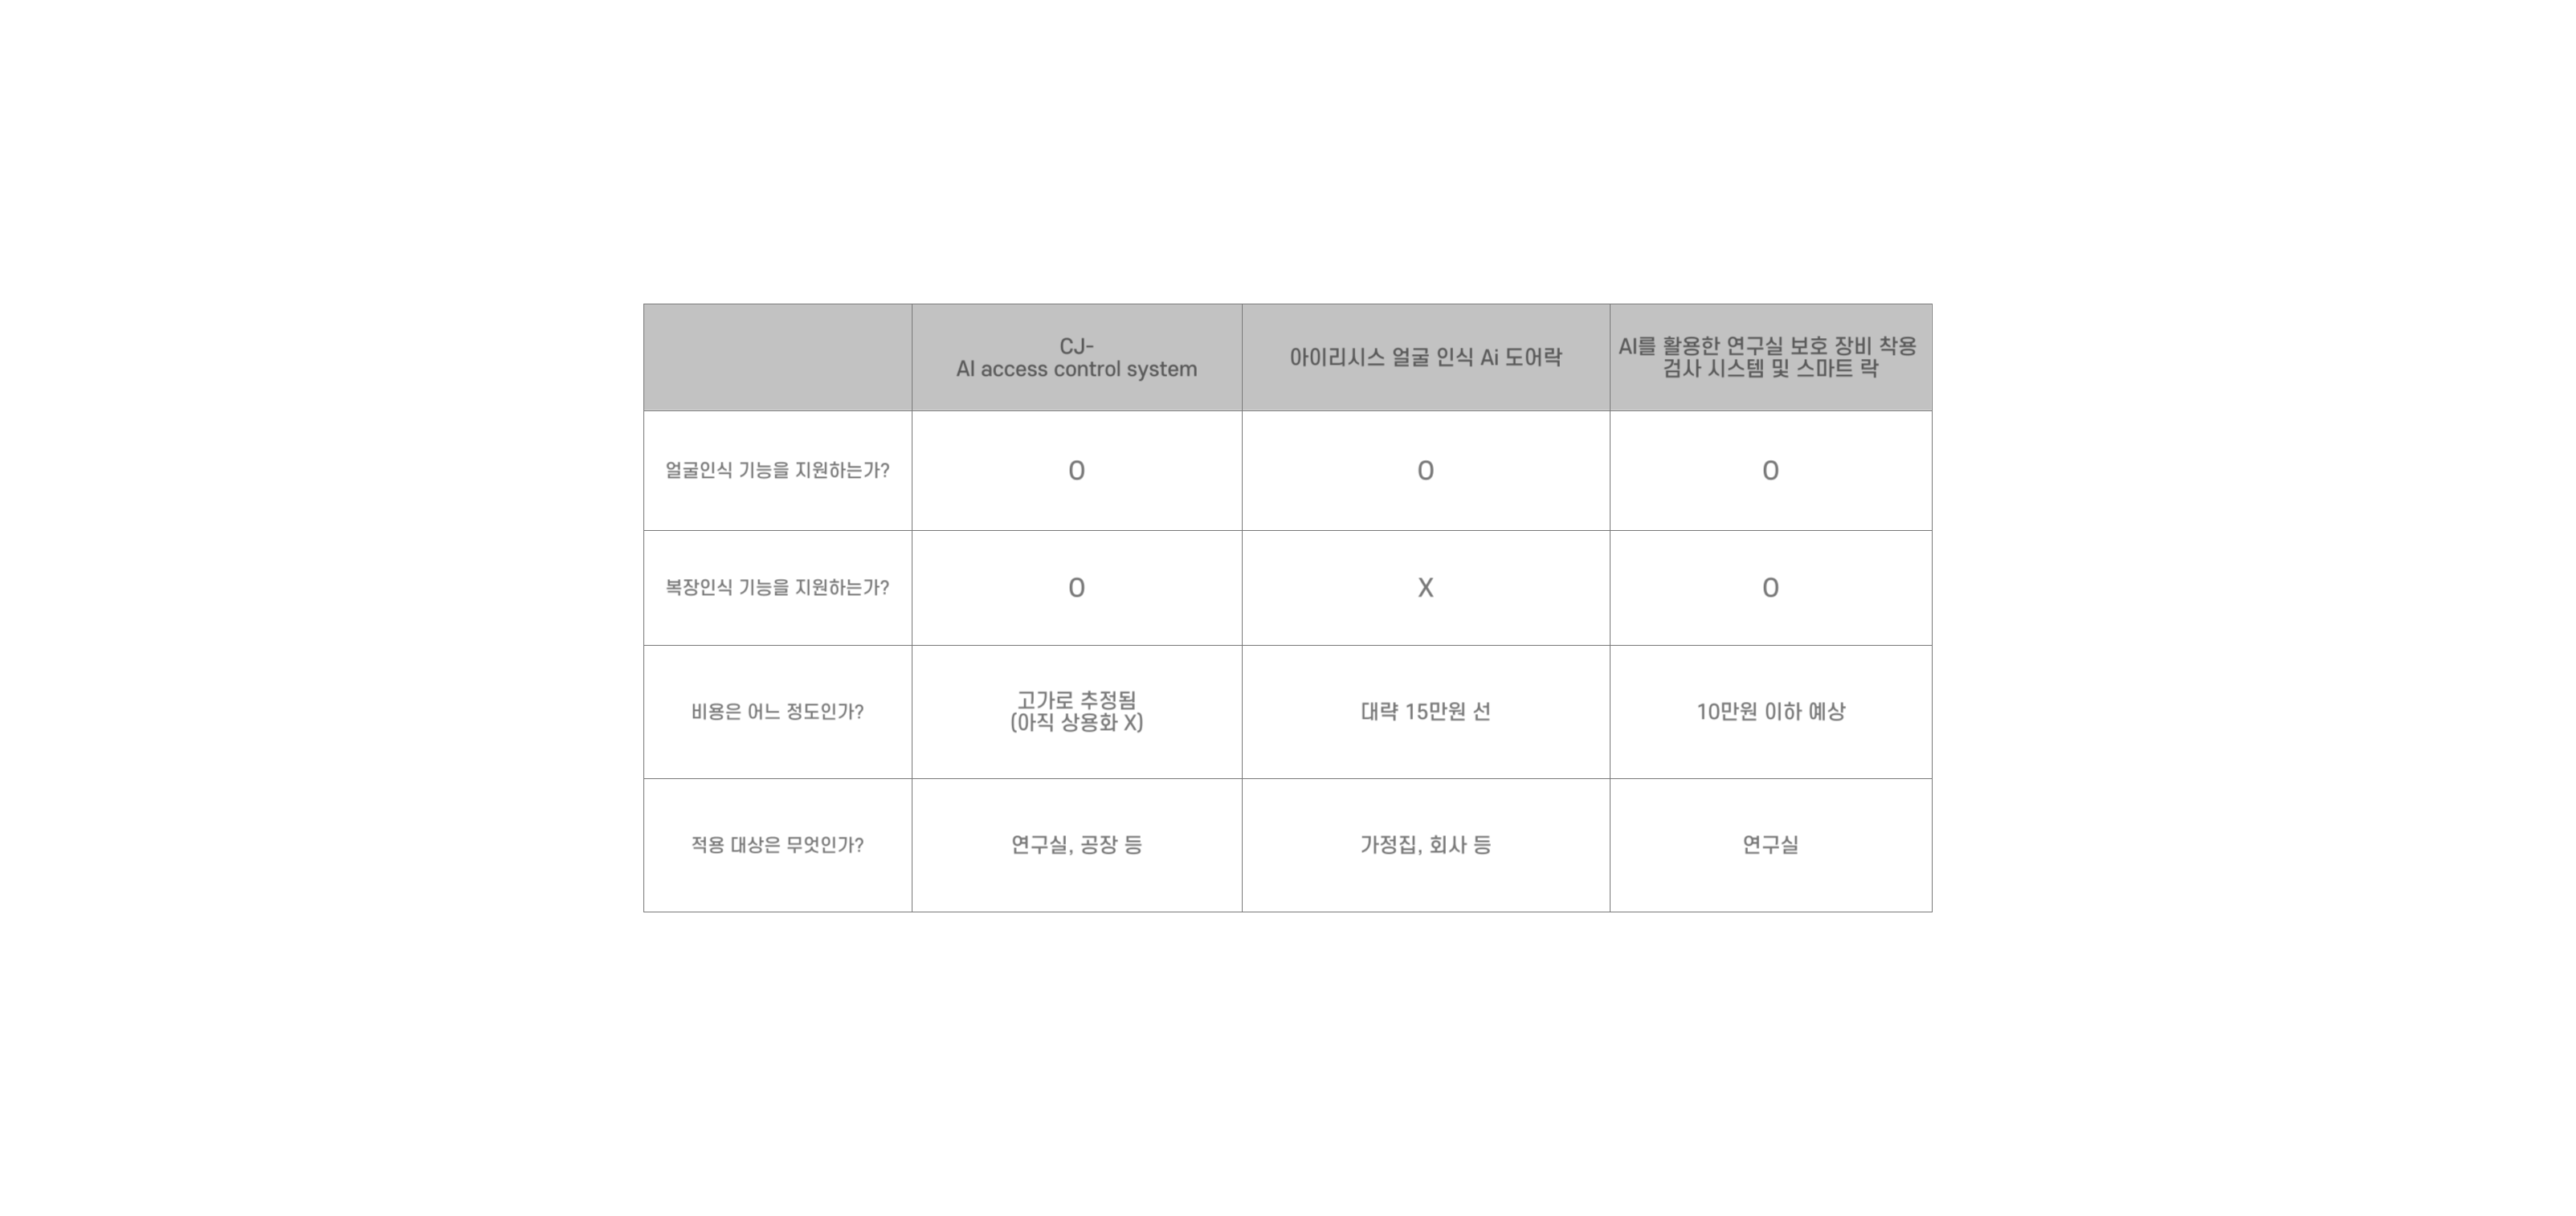 CJ-
AI access control system
아이리시스 얼굴 인식 Ai 도어락
AI를 활용한 연구실 보호 장비 착용
검사 시스템 및 스마트 락
얼굴인식 기능을 지원하는가?
O
O
O
복장인식 기능을 지원하는가?
O
X
O
비용은 어느 정도인가?
고가로 추정됨
(아직 상용화 X)
대략 15만원 선
10만원 이하 예상
적용 대상은 무엇인가?
연구실, 공장 등
가정집, 회사 등
연구실